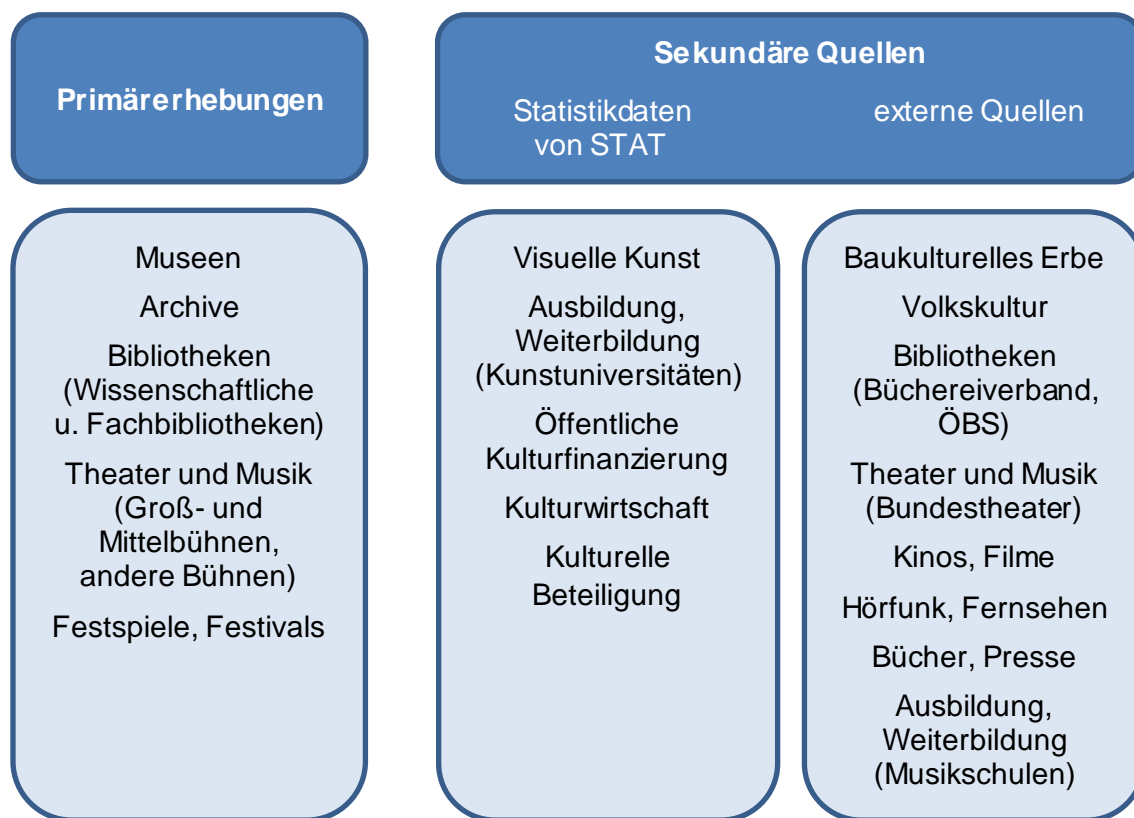 Primärerhebungen
Sekundäre Quellen
Statistikdaten
von STAT
externe Quellen
Museen
Archive
Bibliotheken
(Wissenschaftliche
u. Fachbibliotheken)
Theater und Musik
(Groß- und
Mittelbühnen,
andere Bühnen)
Festspiele, Festivals
Visuelle Kunst
Ausbildung,
Weiterbildung
(Kunstuniversitäten)
Öffentliche
Kulturfinanzierung
Kulturwirtschaft
Kulturelle
Beteiligung
Baukulturelles Erbe
Volkskultur
Bibliotheken
(Büchereiverband,
ÖBS)
Theater und Musik
(Bundestheater)
Kinos, Filme
Hörfunk, Fernsehen
Bücher, Presse
Ausbildung,
Weiterbildung
(Musikschulen)